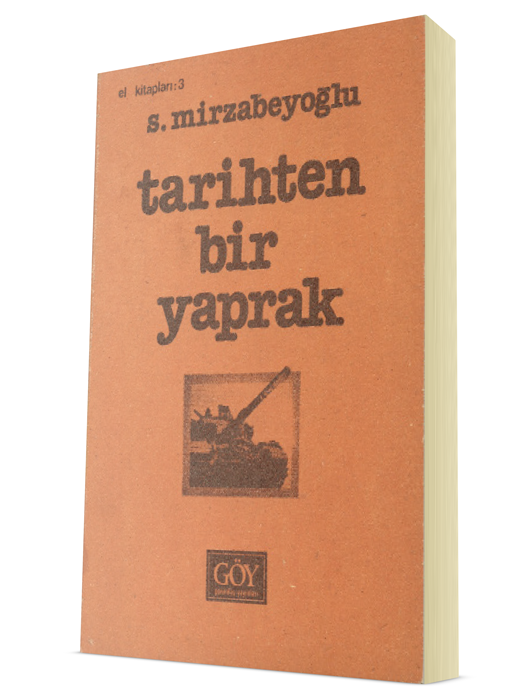 el kitapları: 3
s. mirzabeyoğlu
tarihten
bir
yaprak
GÖY